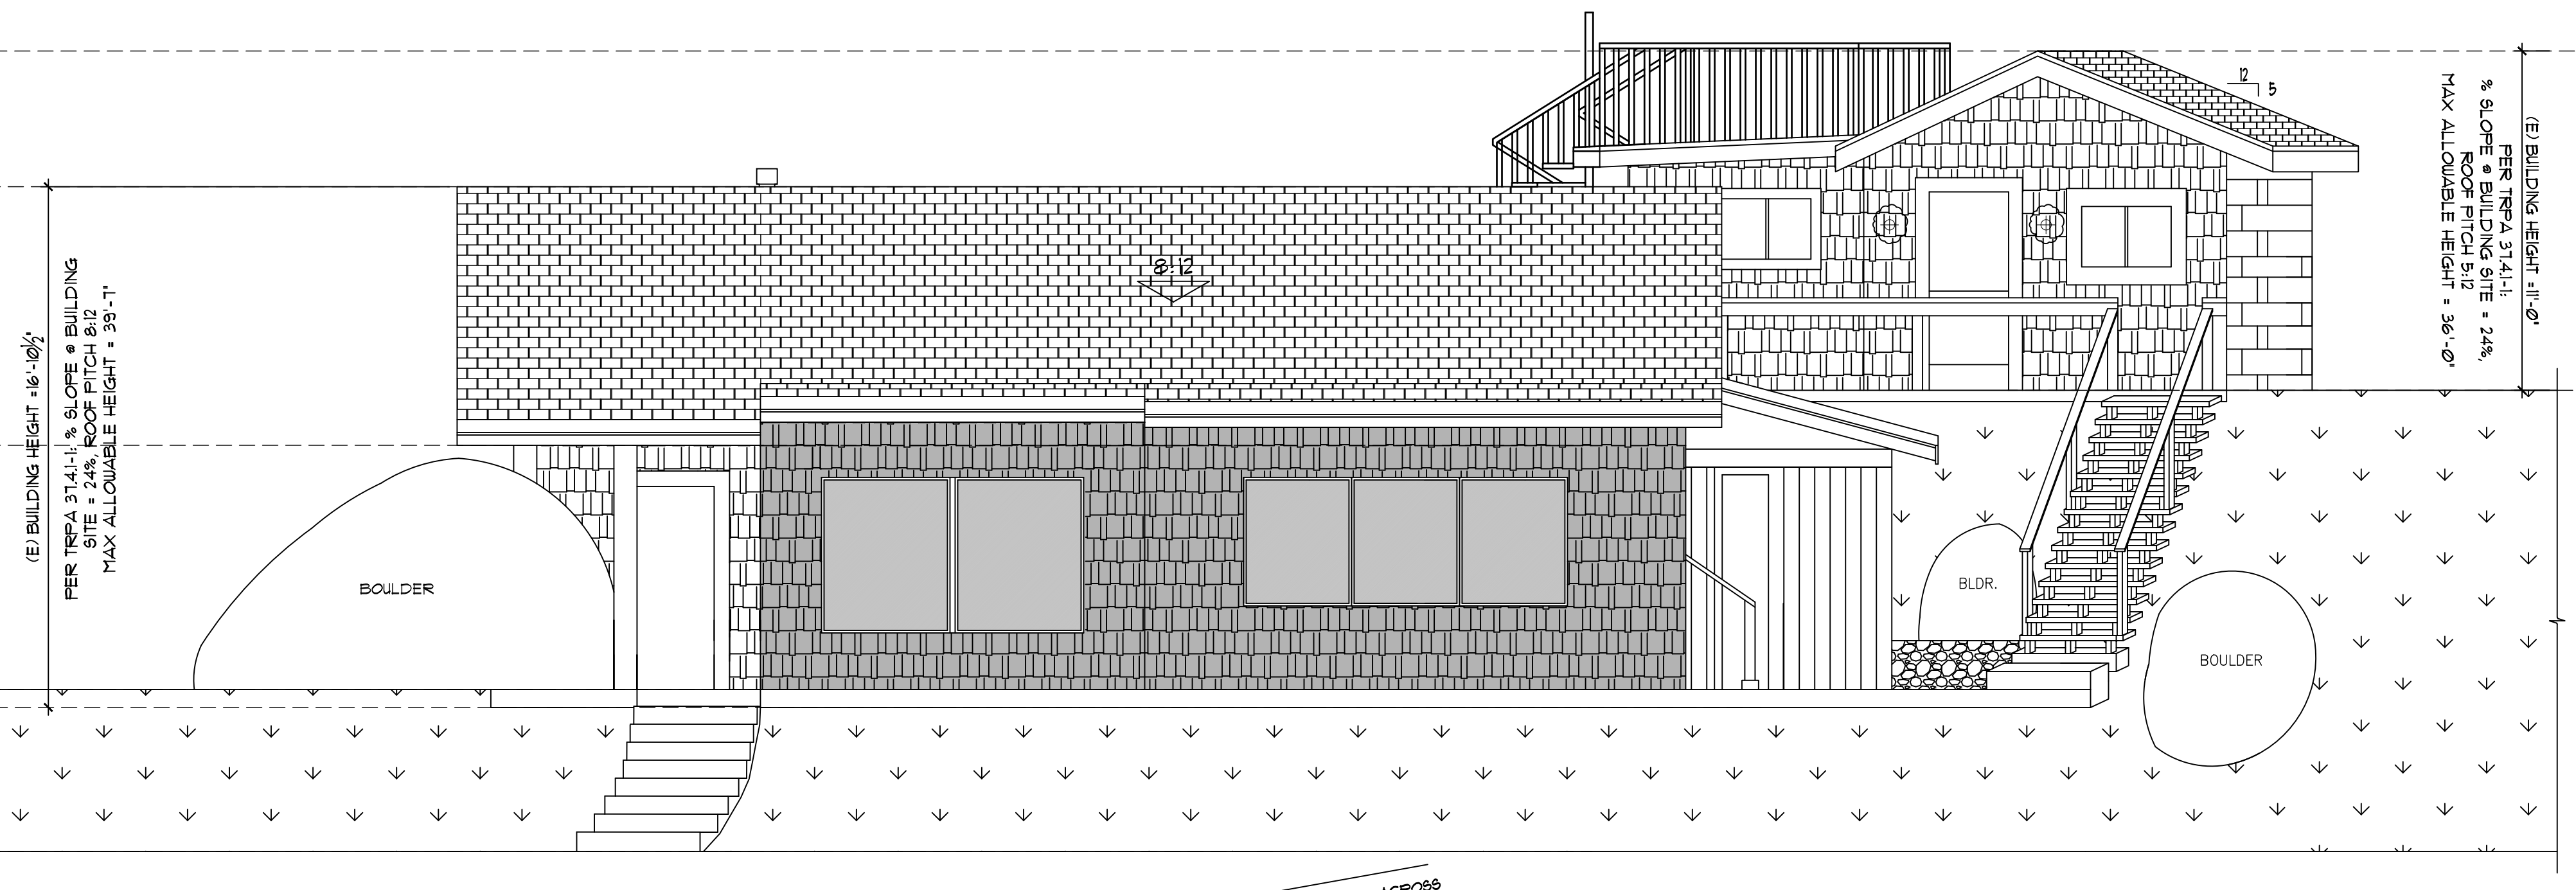 (E) BUILDING HEIGHT = 16'-10½"
PER TRPA 37.4.1-1: % SLOPE @ BUILDING
SITE = 24%, ROOF PITCH 8:12
MAX ALLOWABLE HEIGHT = 39'-7"
BOULDER
8:12
12
5
(E) BUILDING HEIGHT = 11'-0"
PER TRPA 37.4.1-1:
% SLOPE @ BUILDING SITE = 24%,
ROOF PITCH 5:12
MAX ALLOWABLE HEIGHT = 36'-0"
BLDR.
BOULDER
ACROSS